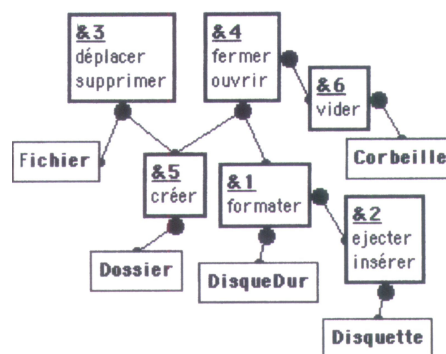 &3
déplacer
supprimer
&4
fermer
ouvrir
&6
vider
Fichier
&5
créer
&1
formater
Corbeille
&2
ejecter
insérer
Dossier
DisqueDur
Disquette